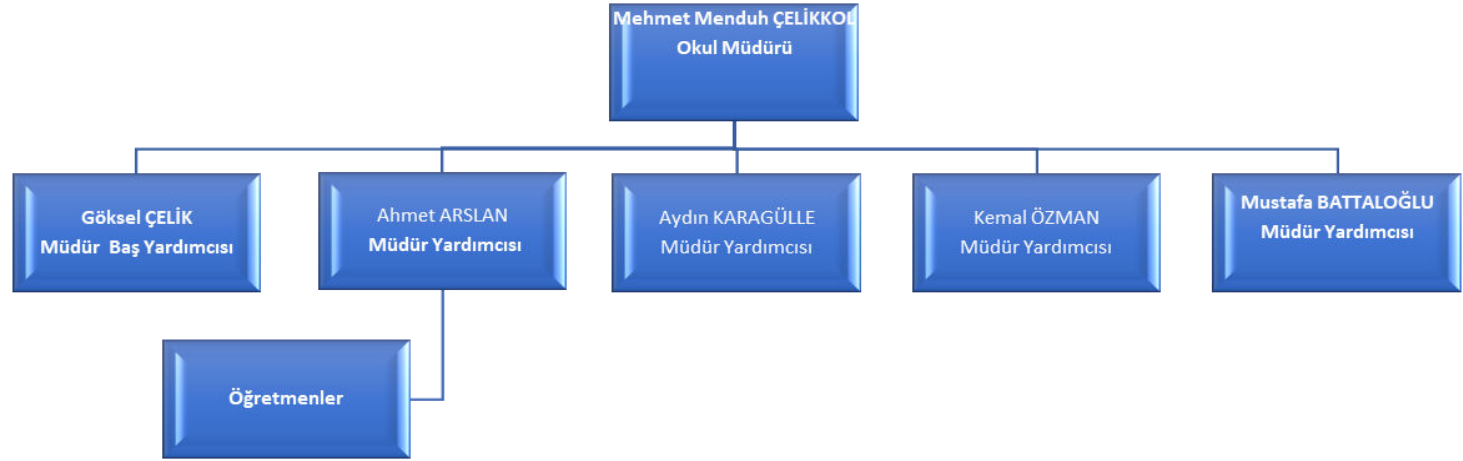 Mehmet Menduh ÇELİKKOL
Okul Müdürü
Göksel ÇELİK
Müdür Baş Yardımcısı
Ahmet ARSLAN
Müdür Yardımcısı
Aydın KARAGÜLLE
Müdür Yardımcısı
Kemal ÖZMAN
Müdür Yardımcısı
Mustafa BATTALOĞLU
Müdür Yardımcısı
Öğretmenler